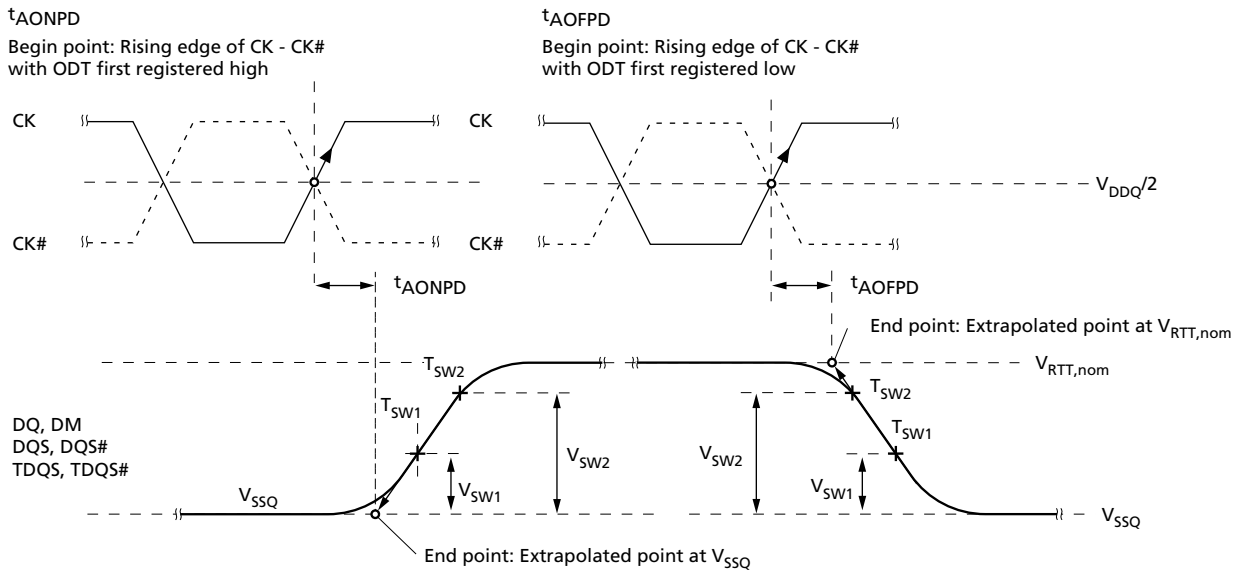 tAONPD
Begin point: Rising edge of CK - CK#
with ODT first registered high
tAOFPD
Begin point: Rising edge of CK - CK#
with ODT first registered low
CK
CK
VDDQ/2
CK#
CK#
tAONPD
tAOFPD
End point: Extrapolated point at VRTT,nom
VRTT,nom
TSW2
TSW2
TSW1
TSW1
DQ, DM
DQS, DQS#
TDQS, TDQS#
VSW2
VSW2
VSW1
VSW1
VSSQ
VSSQ
End point: Extrapolated point at VSSQ